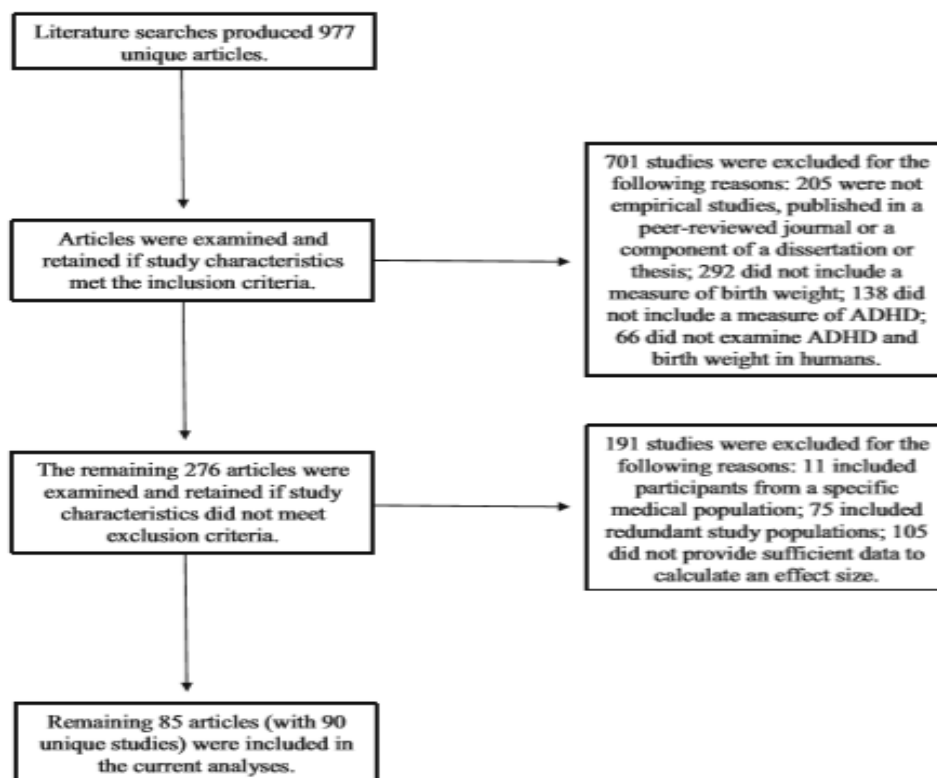 Literature searches produced 977
unique articles.
701 studies were excluded for the
following reasons: 205 were not
empirical studies, published in a
peer-reviewed journal or a
component of a dissertation or
thesis; 292 did not include a
measure of birth weight; 138 did
not include a measure of ADHD;
66 did not examine ADHD and
birth weight in humans.
Articles were examined and
retained if study characteristics
met the inclusion criteria.
191 studies were excluded for the
following reasons: 11 included
participants from a specific
medical population; 75 included
redundant study populations; 105
did not provide sufficient data to
calculate an effect size.
The remaining 276 articles were
examined and retained if study
characteristics did not meet
exclusion criteria.
Remaining 85 articles (with 90
unique studies) were included in
the current analyses.